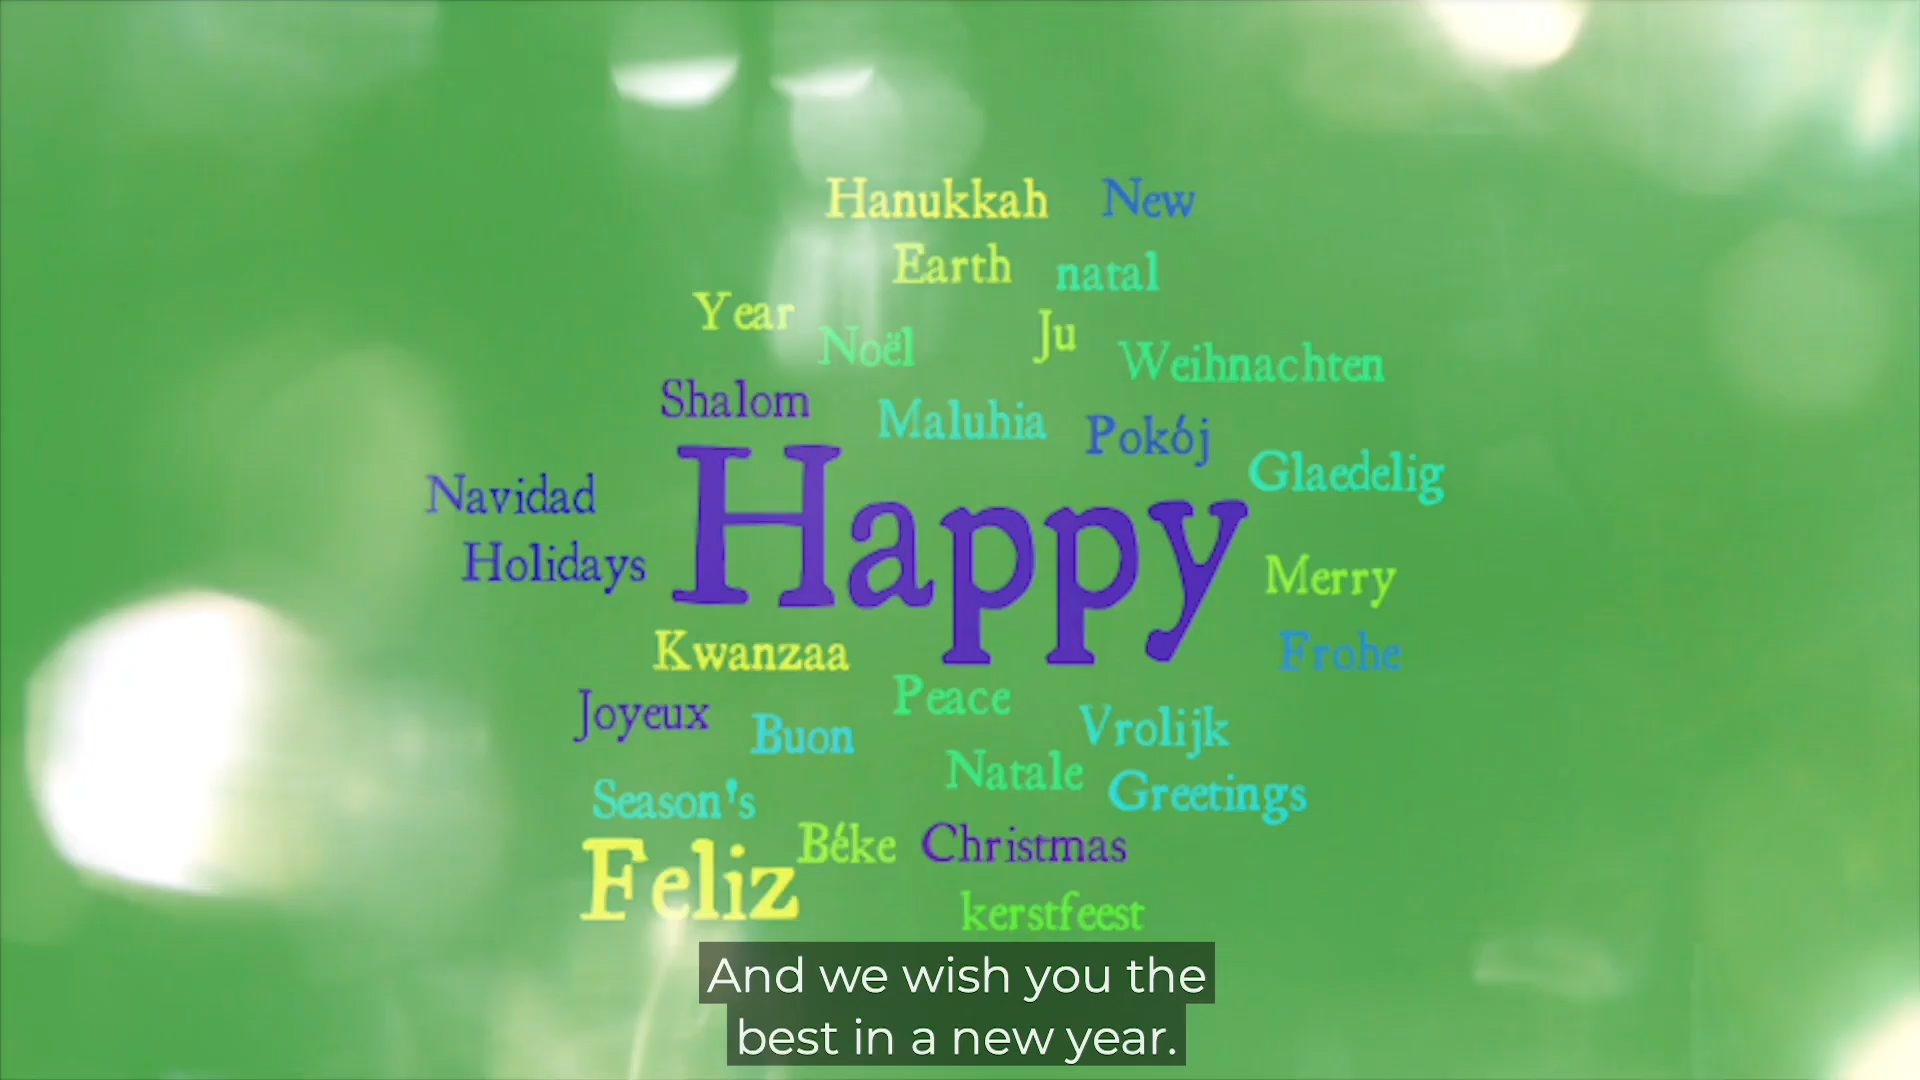 Hanukkah New
Earth natal
Year Noël Ju Weihnachten
Shalom Maluhia Pokój
Navidad Glaedelig
Happy
Holidays Merry
Kwanzaa Frohe
Joyeux Buon Peace Vrolijk
Natale Greetings
Season's
Feliz Béke Christmas
kerstfeest
And we wish you the
best in a new year.